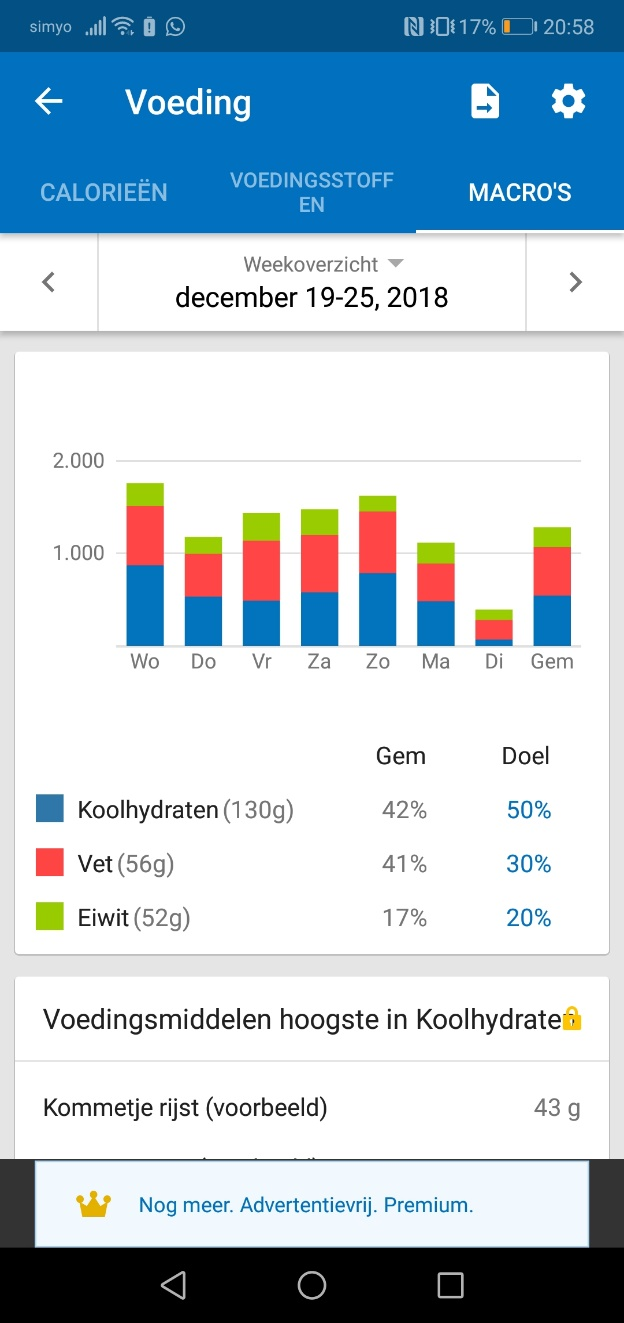 simyo 17% 20:58
Voeding
CALORIEËN
VOEDINGSSTOFF
EN
MACRO'S
Weekoverzicht
december 19-25, 2018
2.000
1.000
Wo Do Vr Za Zo Ma Di Gem
Gem Doel
Koolhydraten (130g) 42% 50%
Vet (56g) 41% 30%
Eiwit (52g) 17% 20%
Voedingsmiddelen hoogste in Koolhydraten
Kommetje rijst (voorbeeld) 43 g
Nog meer. Advertentievrij. Premium.